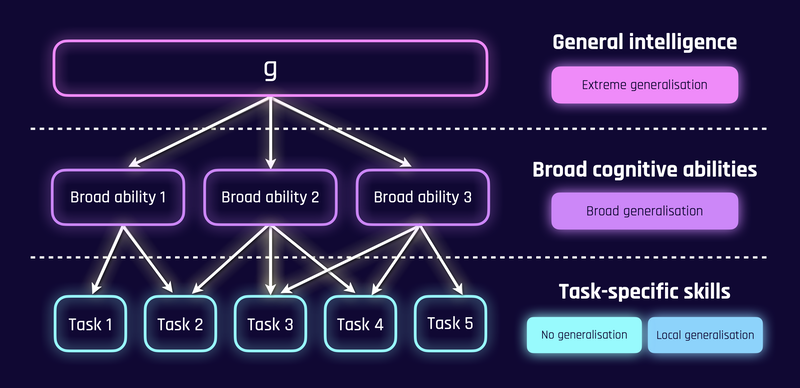 g
General intelligence
Extreme generalisation
Broad ability 1
Broad ability 2
Broad ability 3
Broad cognitive abilities
Broad generalisation
Task 1
Task 2
Task 3
Task 4
Task 5
Task-specific skills
No generalisation
Local generalisation